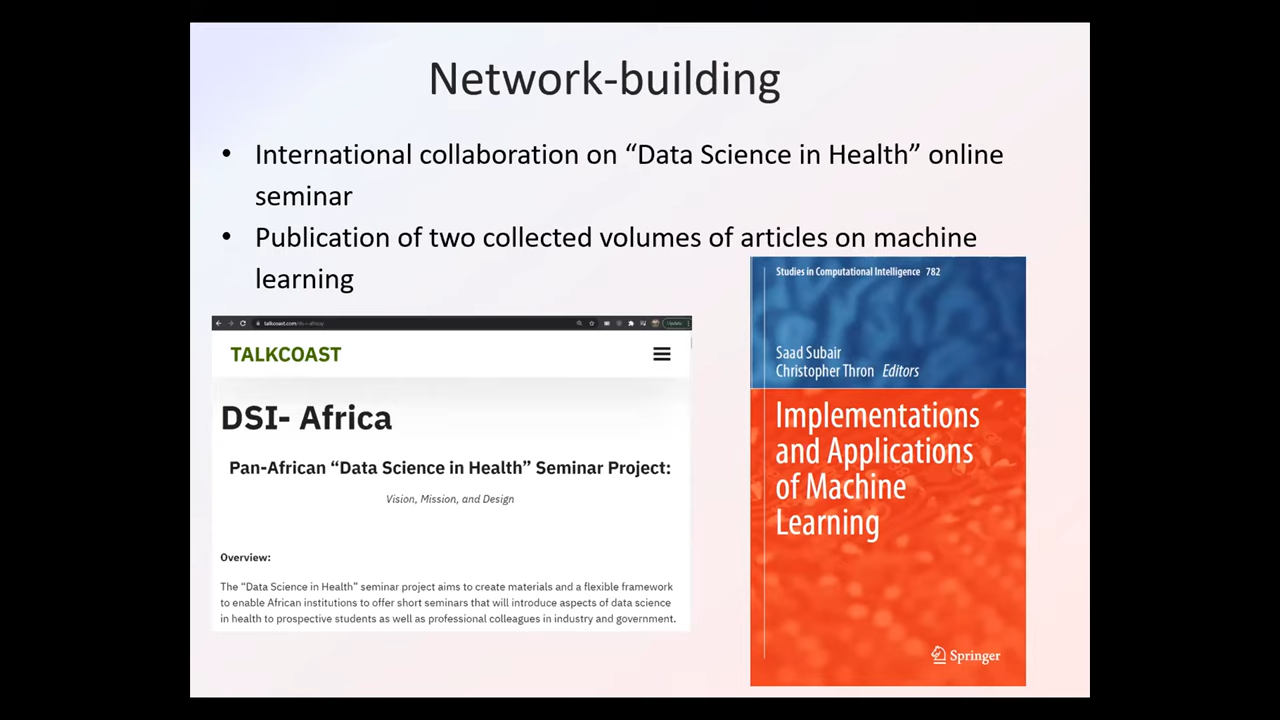 Network-building
• International collaboration on “Data Science in Health” online
seminar
• Publication of two collected volumes of articles on machine
learning
talkcoast.com/dsi-africa/
Update
TALKCOAST
DSI- Africa
Pan-African “Data Science in Health” Seminar Project:
Vision, Mission, and Design
Overview:
The “Data Science in Health” seminar project aims to create materials and a flexible framework
to enable African institutions to offer short seminars that will introduce aspects of data science
in health to prospective students as well as professional colleagues in industry and government.
Studies in Computational Intelligence 782
Saad Subair
Christopher Thron Editors
Implementations
and Applications
of Machine
Learning
Springer